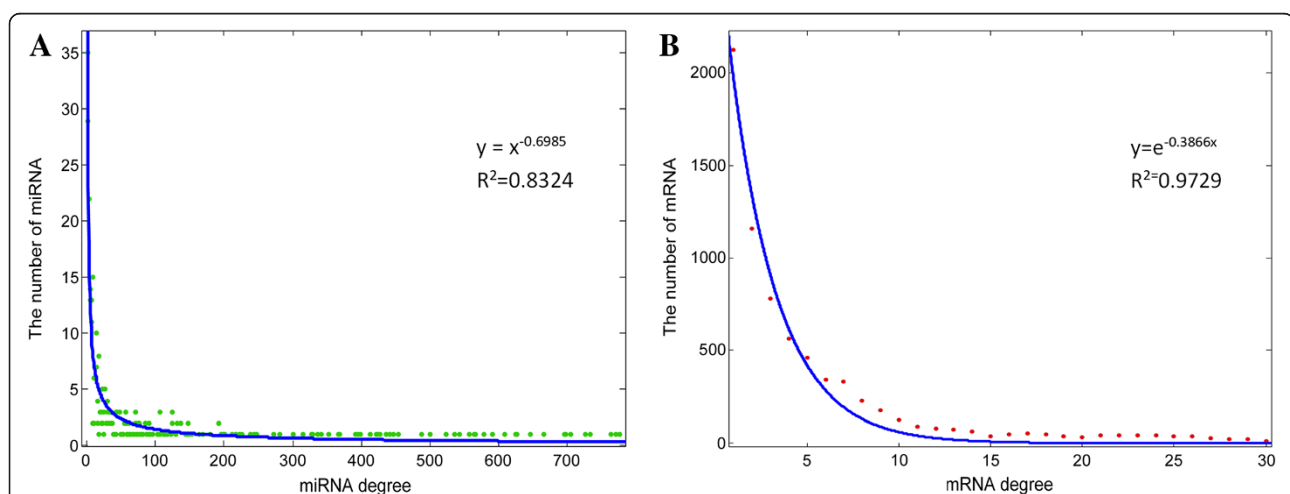 A
The number of miRNA
35
30
25
20
15
10
5
0
y = x^-0.6985
R²=0.8324
0 100 200 300 400 500 600 700
miRNA degree
B
The number of mRNA
2000
1500
1000
500
0
y=e^-0.3866x
R²=0.9729
5 10 15 20 25 30
mRNA degree